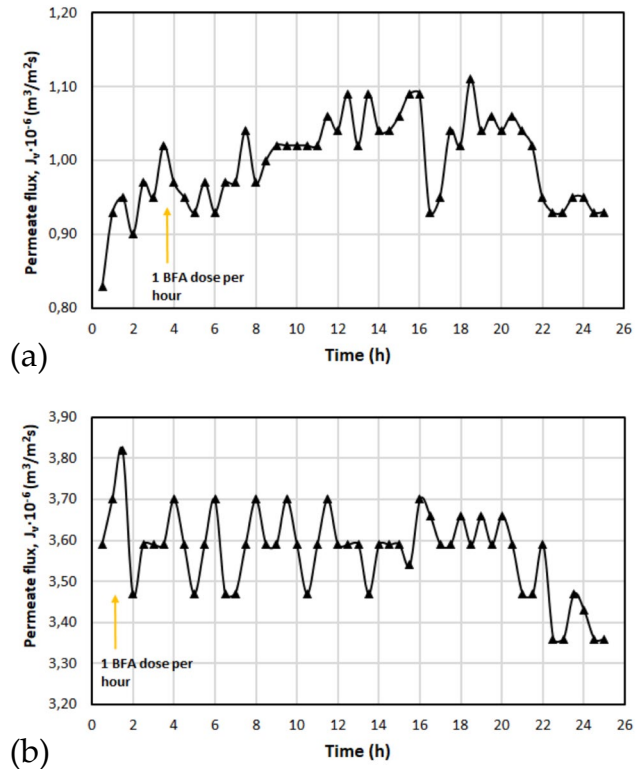 1,20
1,10
1,00
0,90
0,80
Permeate flux, Jᵥ·10⁻⁶ (m³/m²s)
1 BFA dose per
hour
0 2 4 6 8 10 12 14 16 18 20 22 24 26
Time (h)
(a)
3,90
3,80
3,70
3,60
3,50
3,40
3,30
3,20
Permeate flux, Jᵥ·10⁻⁶ (m³/m²s)
1 BFA dose per
hour
0 2 4 6 8 10 12 14 16 18 20 22 24 26
Time (h)
(b)